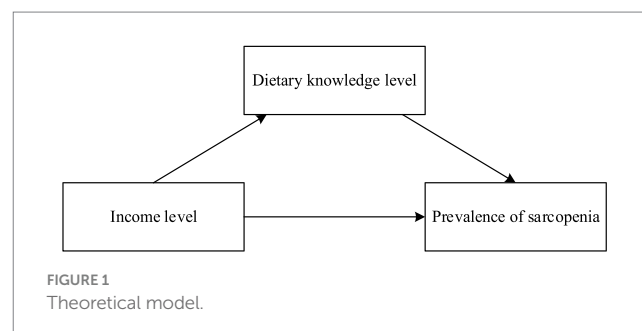 Dietary knowledge level
Income level
Prevalence of sarcopenia
FIGURE 1
Theoretical model.